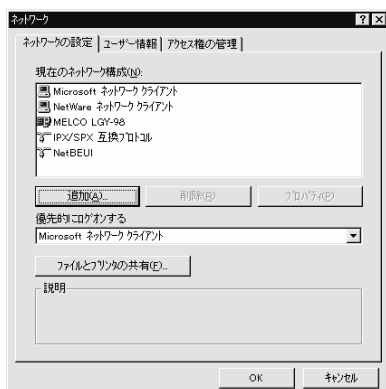 ネットワーク
ネットワークの設定 ユーザー情報 アクセス権の管理
現在のネットワーク構成(N):
Microsoft ネットワーク クライアント
NetWare ネットワーク クライアント
MELCO LGY-98
IPX/SPX 互換プロトコル
NetBEUI
追加(A)... 削除(R) プロパティ(P)
優先的にログオンする
Microsoft ネットワーク クライアント
ファイルとプリンタの共有(F)...
説明
OK キャンセル